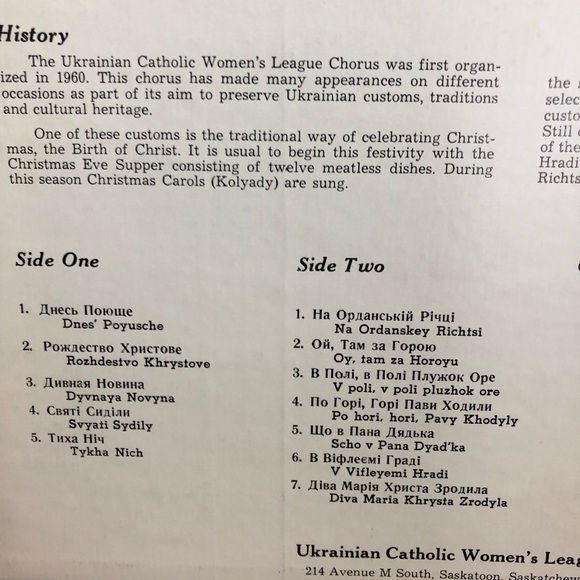 History
The Ukrainian Catholic Women's League Chorus was first organ-
ized in 1960. This chorus has made many appearances on different
occasions as part of its aim to preserve Ukrainian customs, traditions
and cultural heritage.
One of these customs is the traditional way of celebrating Christ-
mas, the Birth of Christ. It is usual to begin this festivity with the
Christmas Eve Supper consisting of twelve meatless dishes. During
this season Christmas Carols (Kolyady) are sung.
the
selec
custo
Still
of the
Hradi
Richts
Side One
1. Днесь Поюще
Dnes' Poyusche
2. Рождество Христове
Rozhdestvo Khrystove
3. Дивная Новина
Dyvnaya Novyna
4. Святі Сиділи
Svyati Sydily
5. Тиха Ніч
Tykha Nich
Side Two
1. На Орданській Річці
Na Ordanskey Richtsi
2. Ой, Там за Горою
Oy, tam za Horoyu
3. В Полі, в Полі Плужок Оре
V poli, v poli pluzhok ore
4. По Горі, Горі Пави Ходили
Po hori, hori, Pavy Khodyly
5. Що в Пана Дядька
Scho v Pana Dyad'ka
6. В Віфлеємі Граді
V Vifleyemi Hradi
7. Діва Марія Христа Зродила
Diva Maria Khrysta Zrodyla
Ukrainian Catholic Women's Leag
214 Avenue M South, Saskatoon, Saskatchew